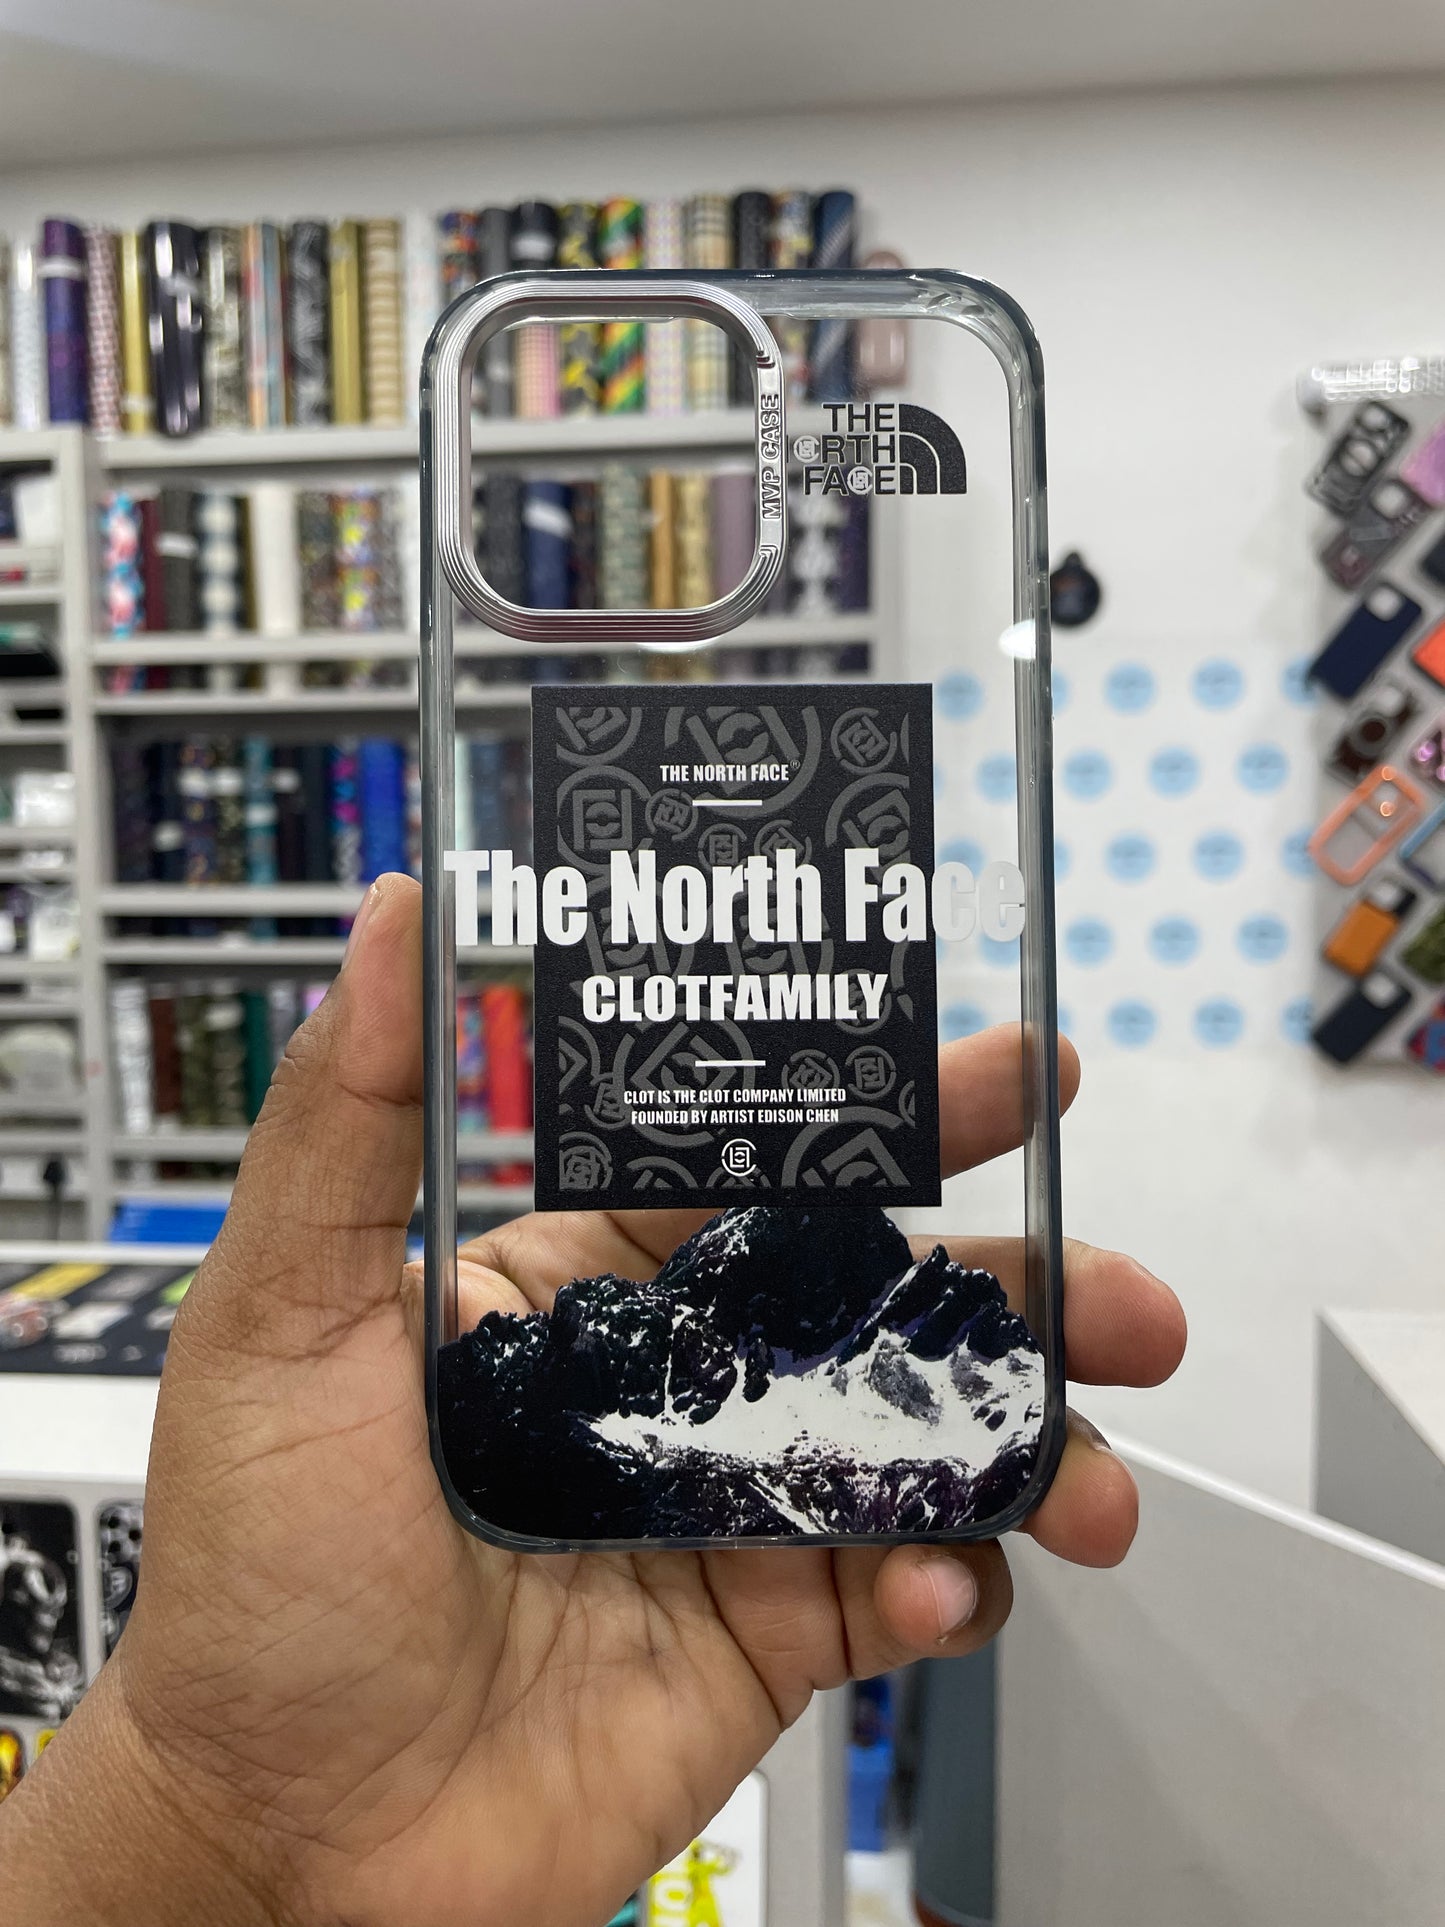 MVP CASE
THE
NORTH
FACE
THE NORTH FACE®
The North Face
CLOTFAMILY
CLOT IS THE CLOT COMPANY LIMITED
FOUNDED BY ARTIST EDISON CHEN